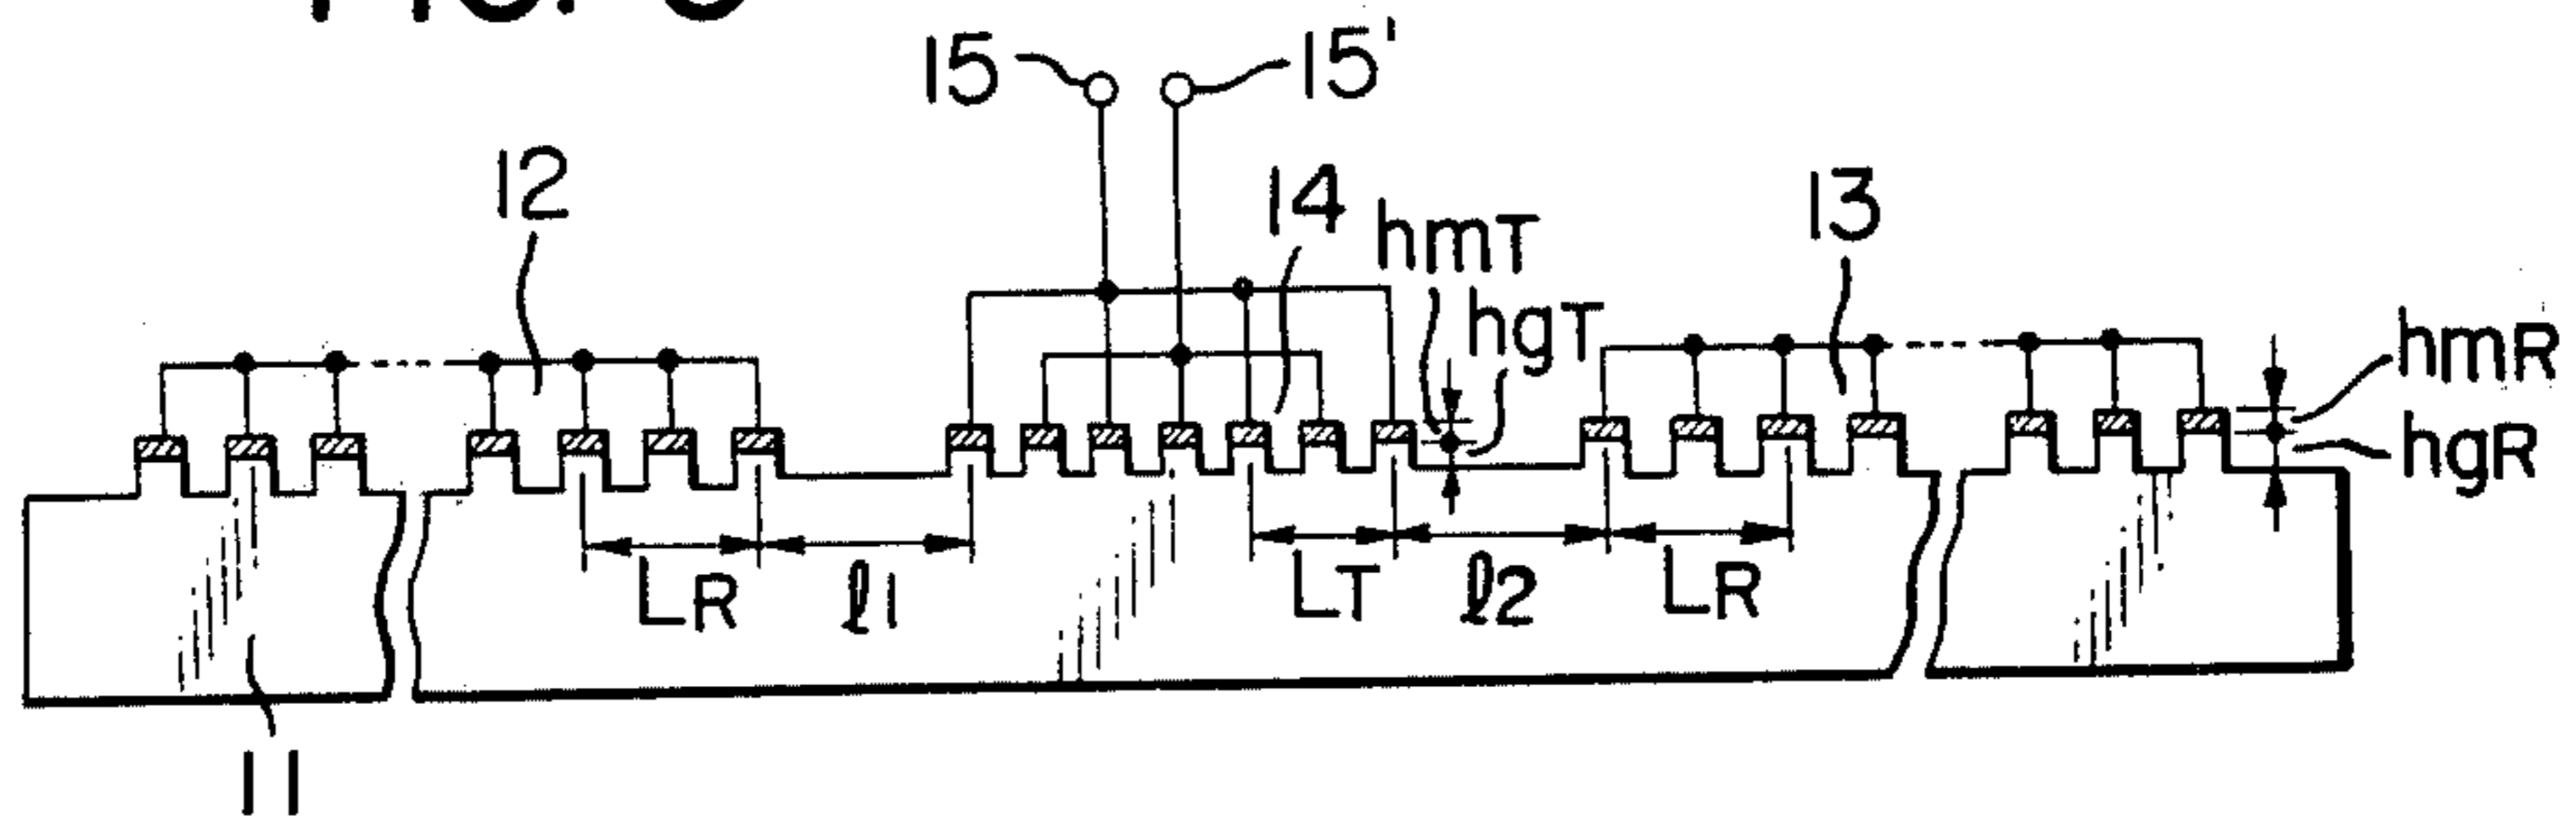 15 15'
12 14 hmT 13
hgT hmR
hgR
LR ℓ1 LT ℓ2 LR
11